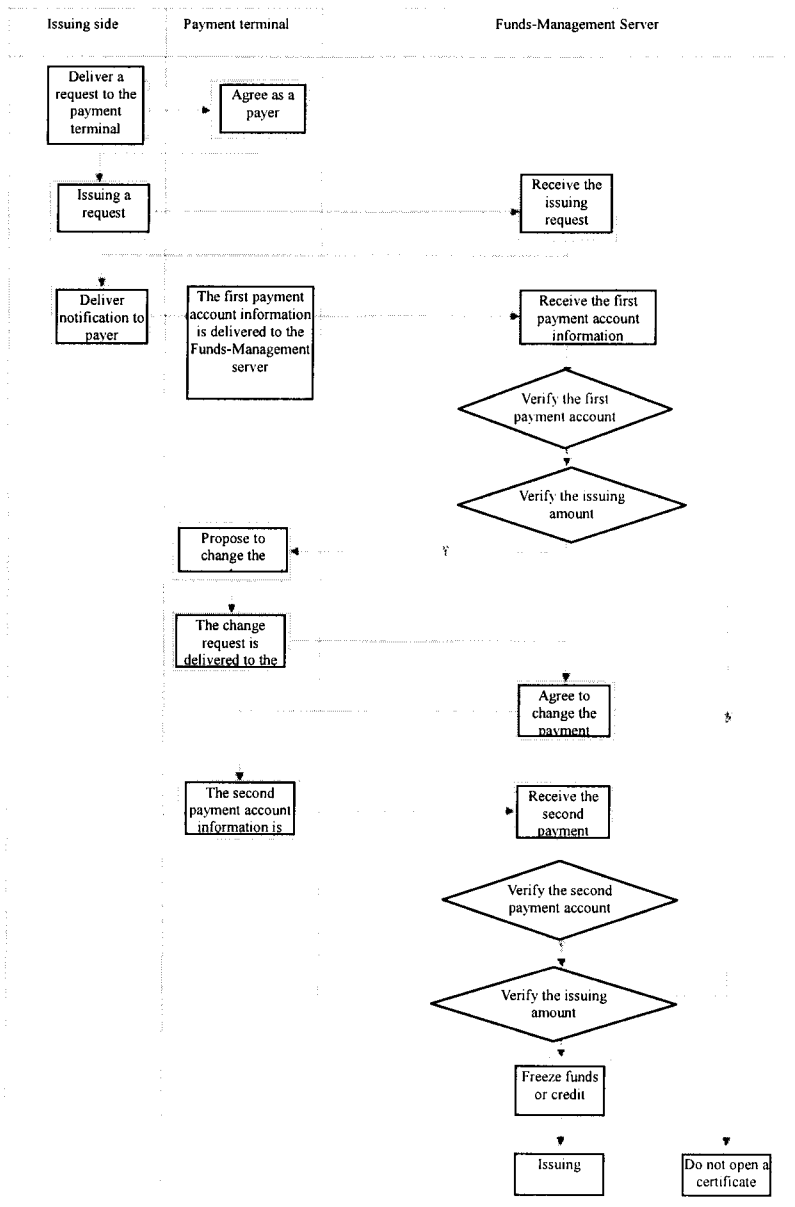 Issuing side
Payment terminal
Funds-Management Server
Deliver a
request to the
payment
terminal
Agree as a
payer
Issuing a
request
Receive the
issuing
request
Deliver
notification to
payer
The first payment
account information
is delivered to the
Funds-Management
server
Receive the first
payment account
information
Verify the first
payment account
Verify the issuing
amount
Propose to
change the
Y
The change
request is
delivered to the
Agree to
change the
payment
The second
payment account
information is
Receive the
second
payment
Verify the second
payment account
Verify the issuing
amount
Freeze funds
or credit
Issuing
Do not open a
certificate